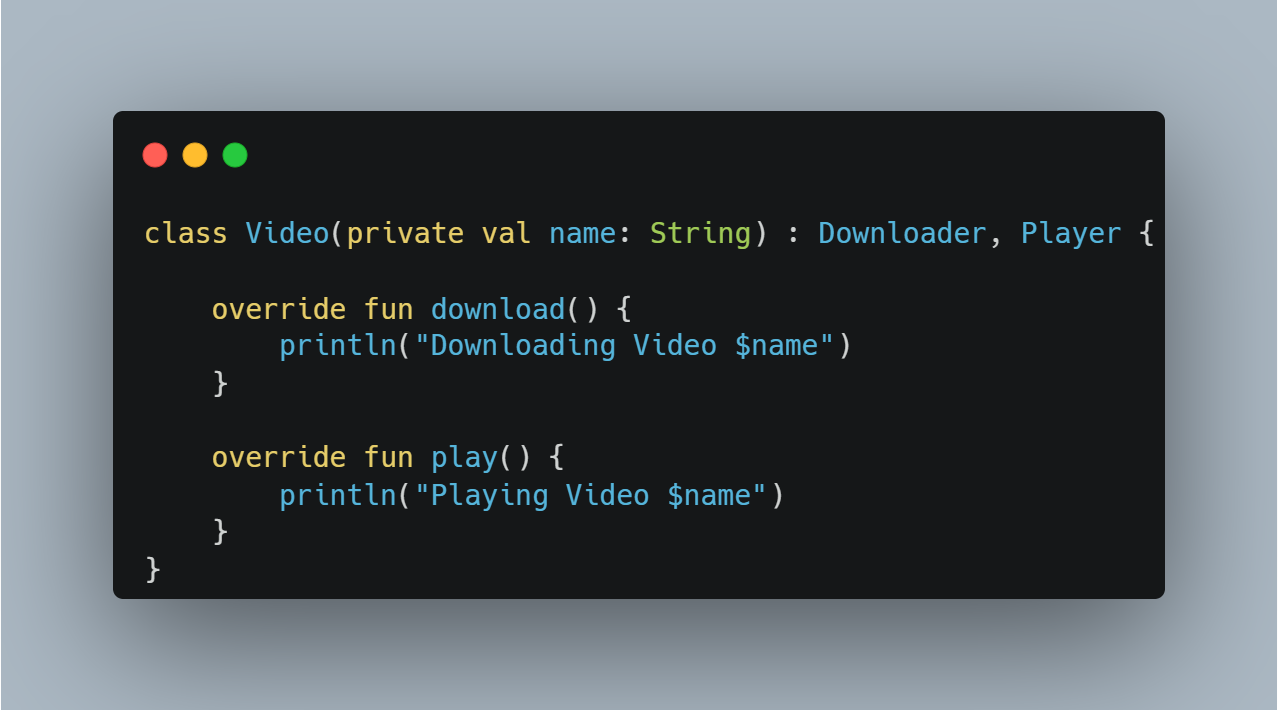 class Video(private val name: String) : Downloader, Player {
override fun download() {
println("Downloading Video $name")
}
override fun play() {
println("Playing Video $name")
}
}